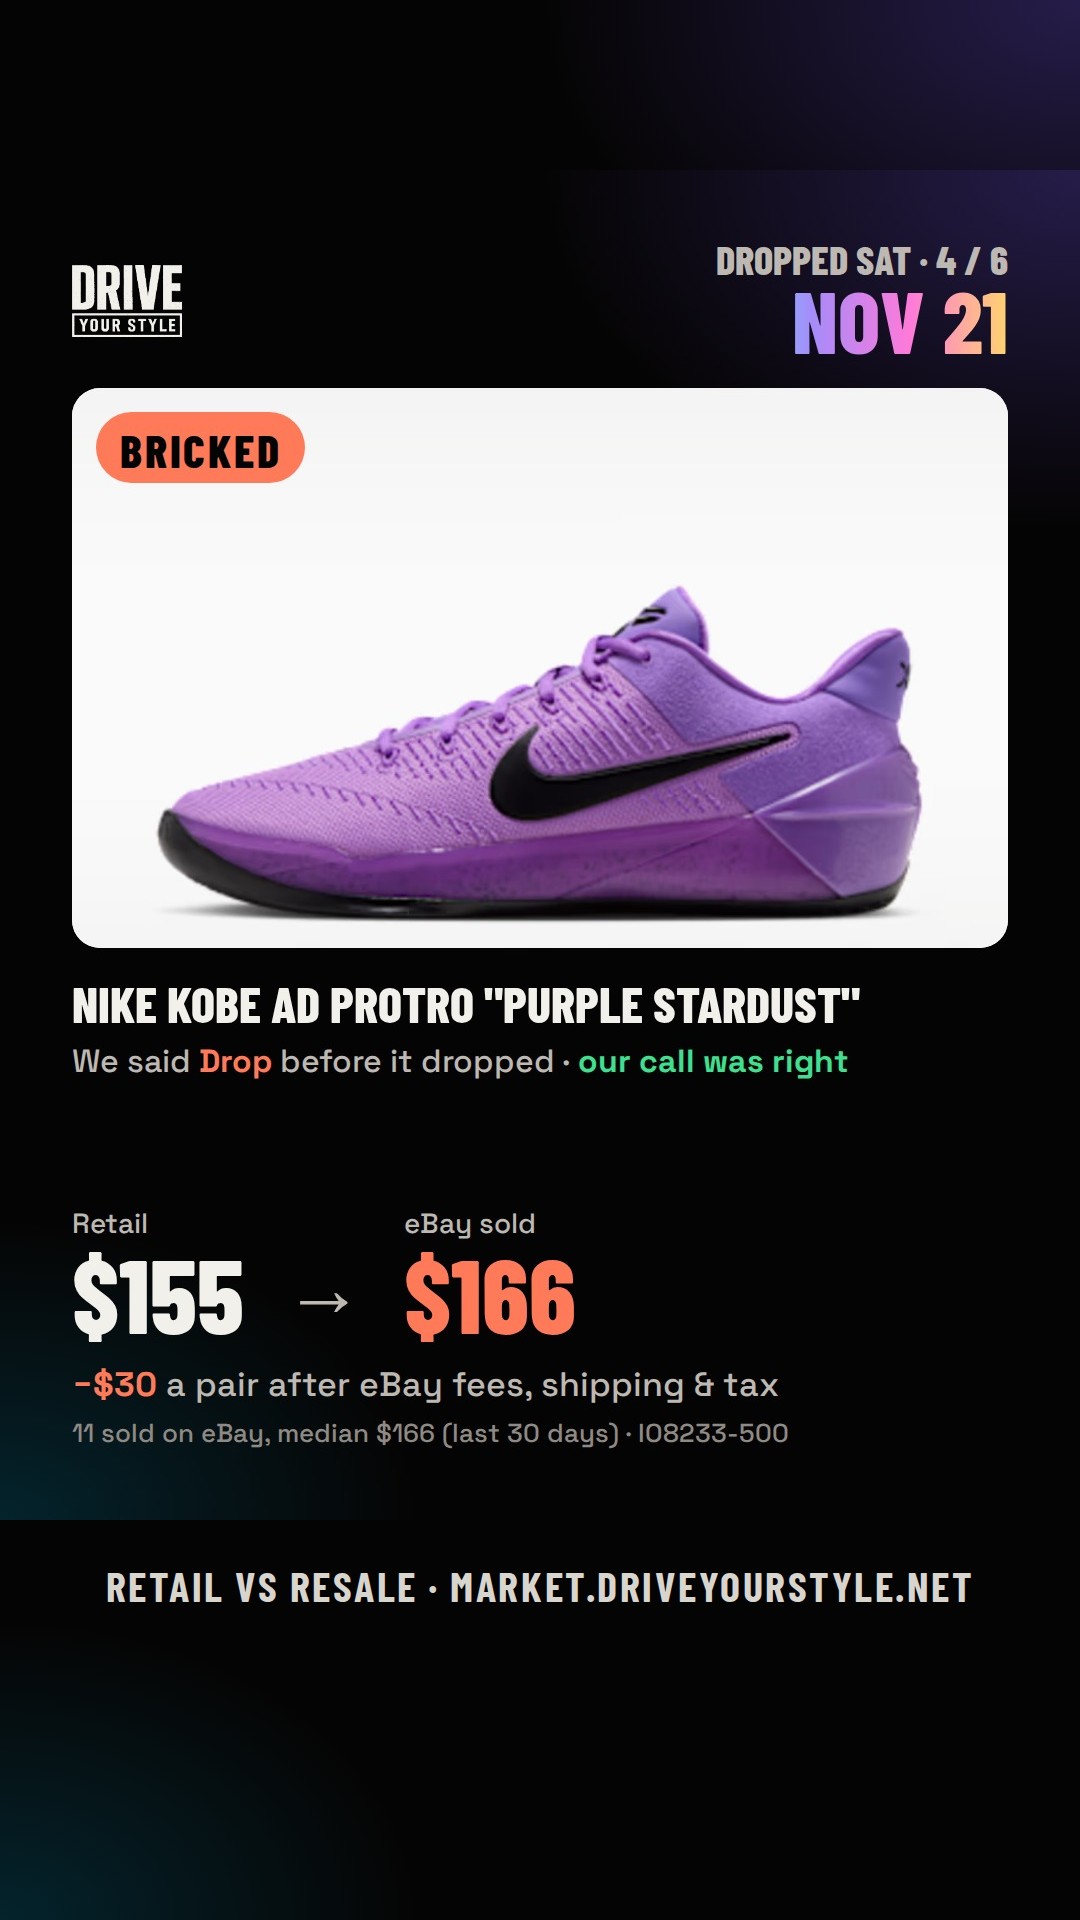 DRIVE
YOUR STYLE
DROPPED SAT · 4 / 6
NOV 21
BRICKED
NIKE KOBE AD PROTRO "PURPLE STARDUST"
We said Drop before it dropped · our call was right
Retail
eBay sold
$155 → $166
−$30 a pair after eBay fees, shipping & tax
11 sold on eBay, median $166 (last 30 days) · IO8233-500
RETAIL VS RESALE · MARKET.DRIVEYOURSTYLE.NET